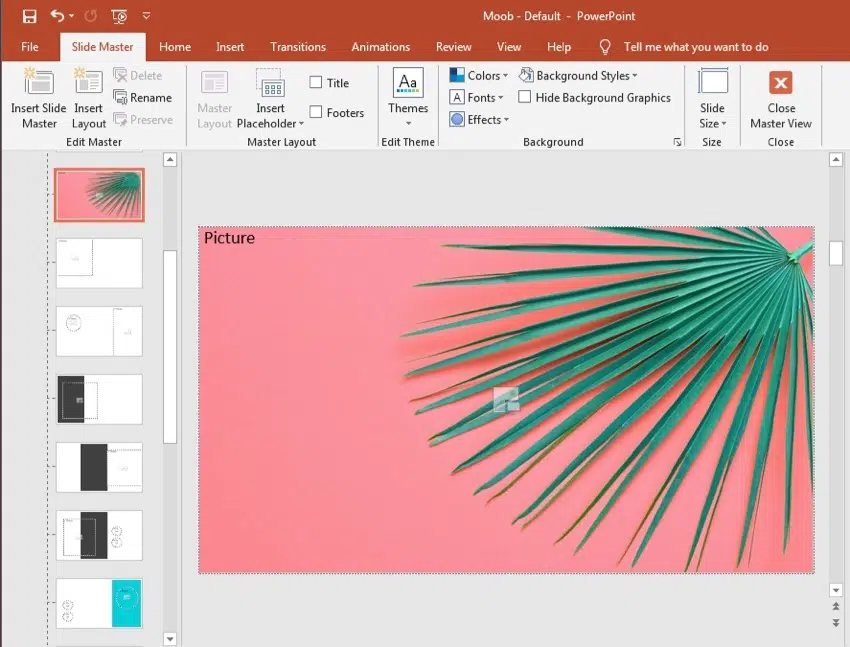 Moob - Default - PowerPoint
File Slide Master Home Insert Transitions Animations Review View Help Tell me what you want to do
Insert Slide Master
Insert Layout
Delete
Rename
Preserve
Edit Master
Master Layout
Insert Placeholder
Title
Footers
Master Layout
Aa
Themes
Edit Theme
Colors
A Fonts
Effects
Background Styles
Hide Background Graphics
Background
Slide Size
Size
Close Master View
Close
Picture